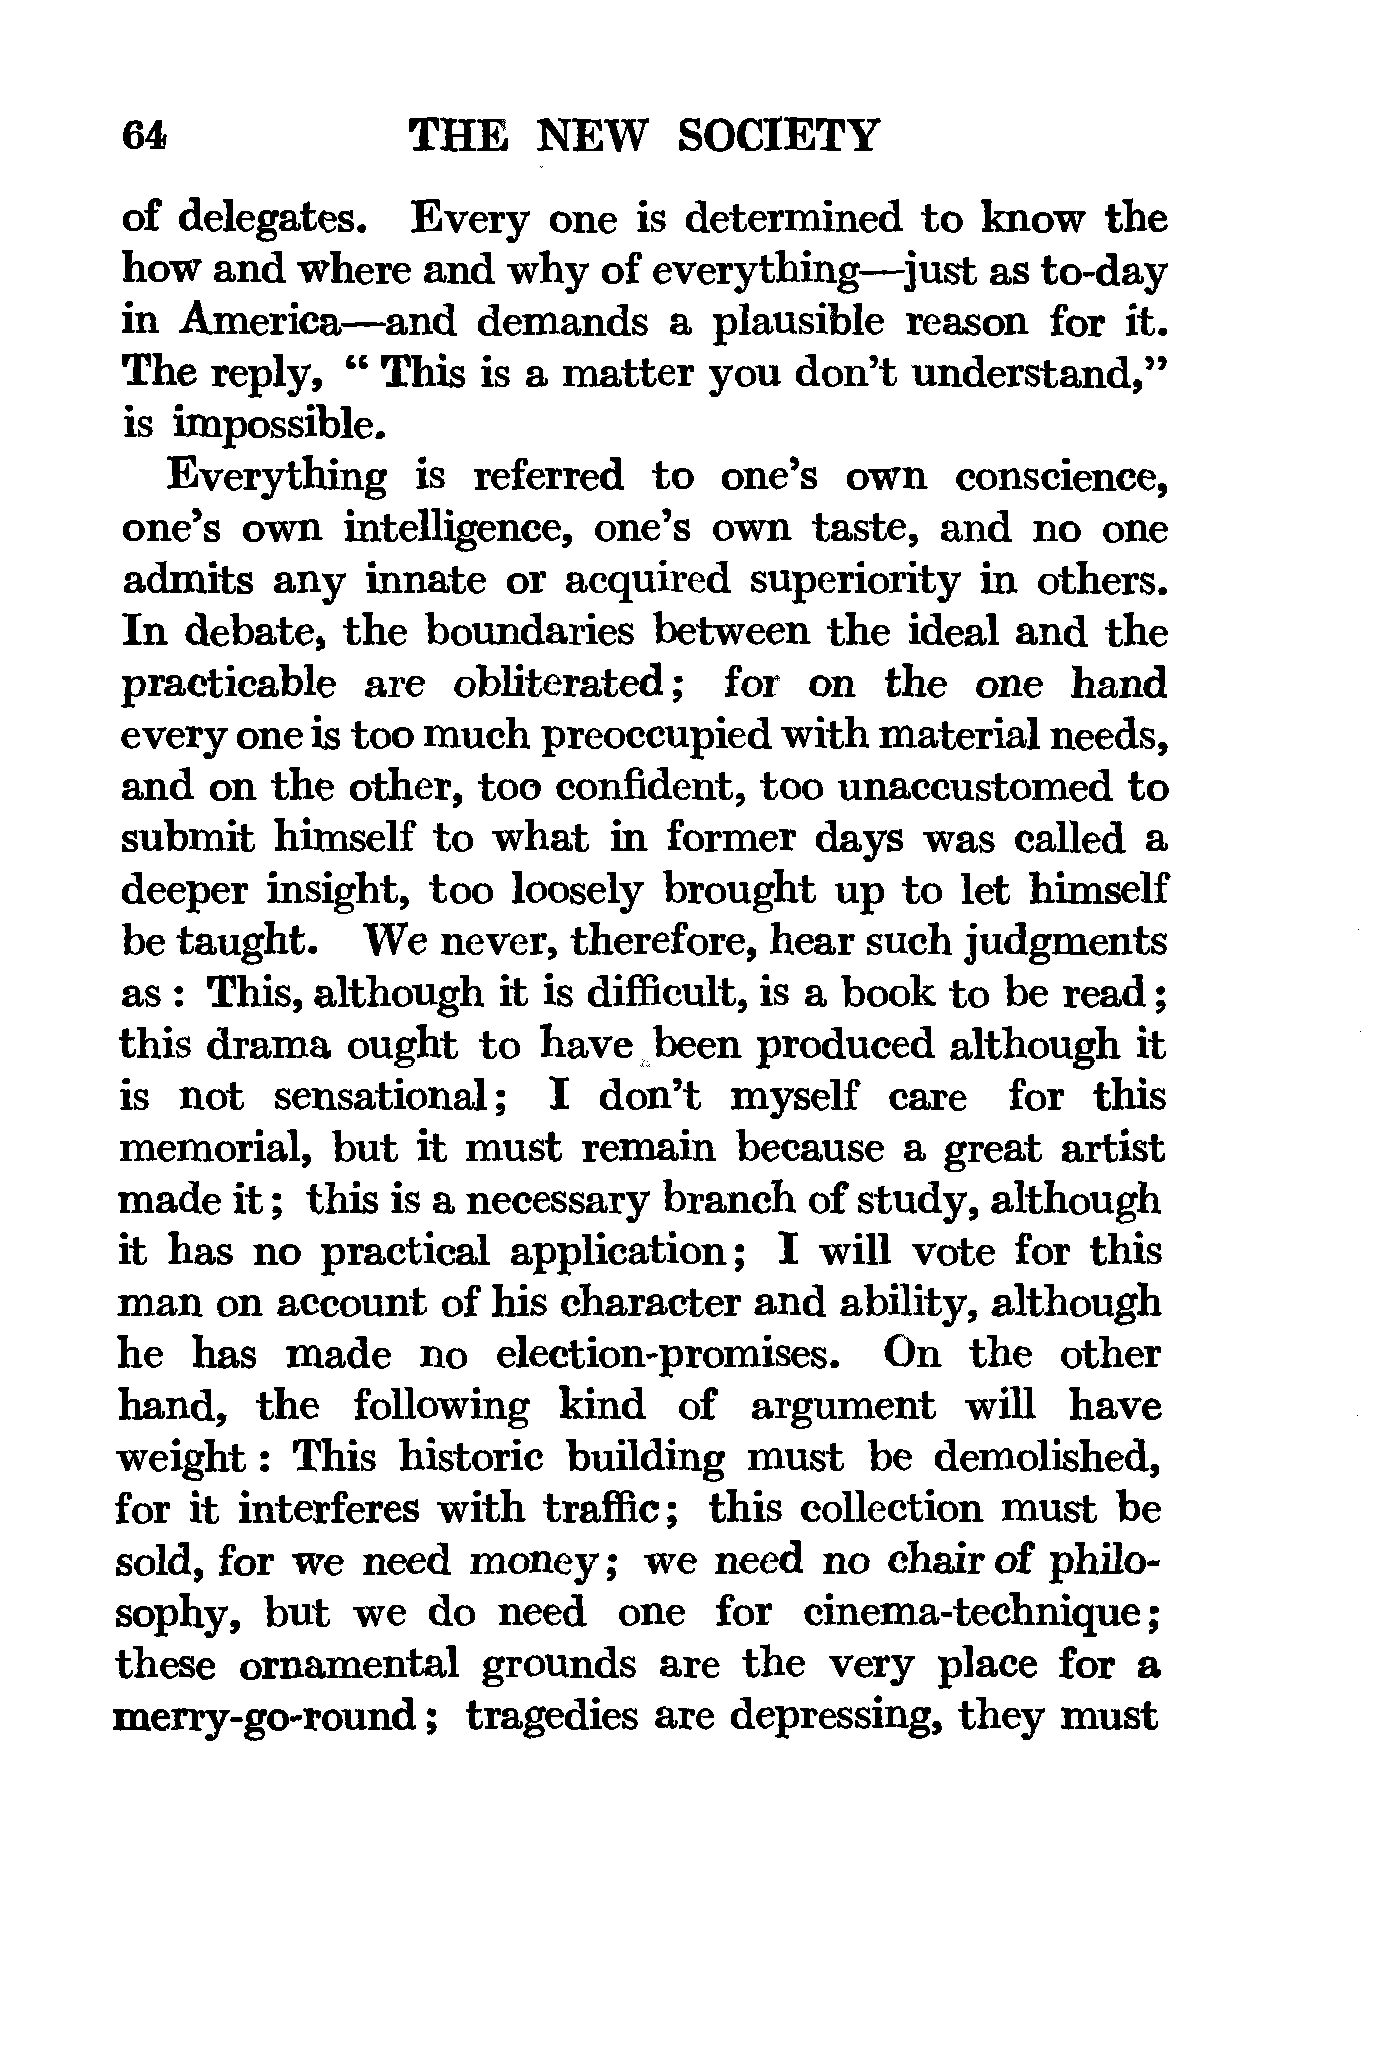 64 THE NEW SOCIETY
of delegates. Every one is determined to know the
how and where and why of everything—just as to-day
in America—and demands a plausible reason for it.
The reply, “ This is a matter you don’t understand,”
is impossible.
Everything is referred to one’s own conscience,
one’s own intelligence, one’s own taste, and no one
admits any innate or acquired superiority in others.
In debate, the boundaries between the ideal and the
practicable are obliterated ; for on the one hand
every one is too much preoccupied with material needs,
and on the other, too confident, too unaccustomed to
submit himself to what in former days was called a
deeper insight, too loosely brought up to let himself
be taught. We never, therefore, hear such judgments
as : This, although it is difficult, is a book to be read ;
this drama ought to have been produced although it
is not sensational ; I don’t myself care for this
memorial, but it must remain because a great artist
made it ; this is a necessary branch of study, although
it has no practical application ; I will vote for this
man on account of his character and ability, although
he has made no election-promises. On the other
hand, the following kind of argument will have
weight : This historic building must be demolished,
for it interferes with traffic ; this collection must be
sold, for we need money ; we need no chair of philo-
sophy, but we do need one for cinema-technique ;
these ornamental grounds are the very place for a
merry-go-round ; tragedies are depressing, they must